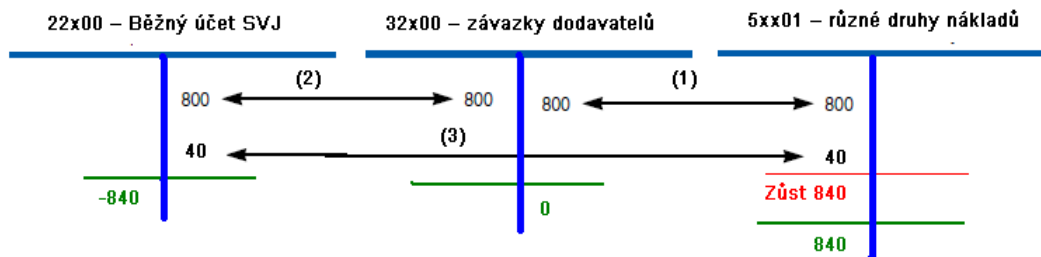 22x00 – Běžný účet SVJ 32x00 – závazky dodavatelů 5xx01 – různé druhy nákladů
800 (2) 800 800 (1) 800
40 (3) 40
-840 0 Zůst 840
840